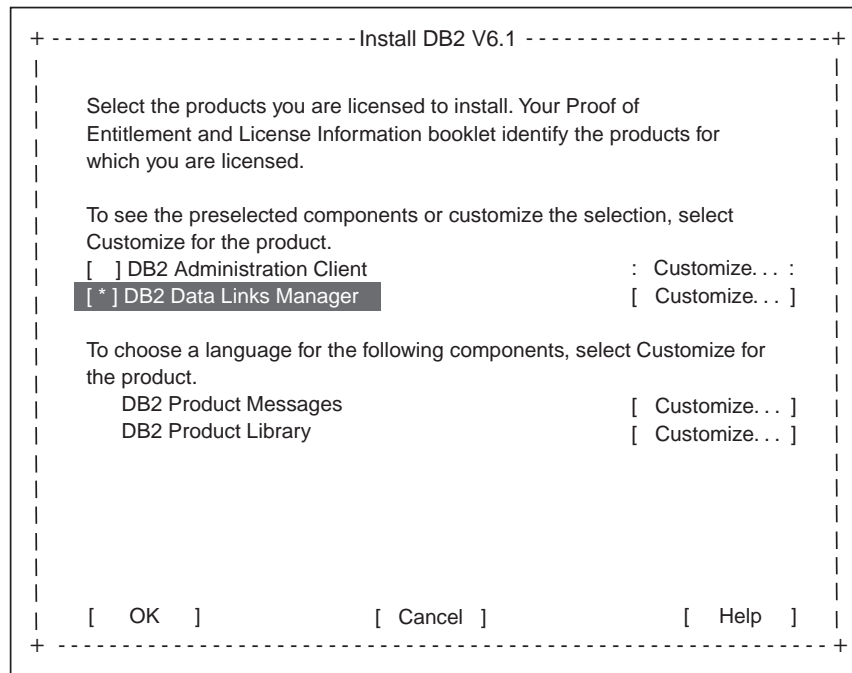 + - - - - - - - - - - - - - - - - - - - - - - - - Install DB2 V6.1 - - - - - - - - - - - - - - - - - - - - - - - -+
Select the products you are licensed to install. Your Proof of
Entitlement and License Information booklet identify the products for
which you are licensed.
To see the preselected components or customize the selection, select
Customize for the product.
[ ] DB2 Administration Client : Customize. . . :
[ * ] DB2 Data Links Manager [ Customize. . . ]
To choose a language for the following components, select Customize for
the product.
DB2 Product Messages [ Customize. . . ]
DB2 Product Library [ Customize. . . ]
[ OK ] [ Cancel ] [ Help ]